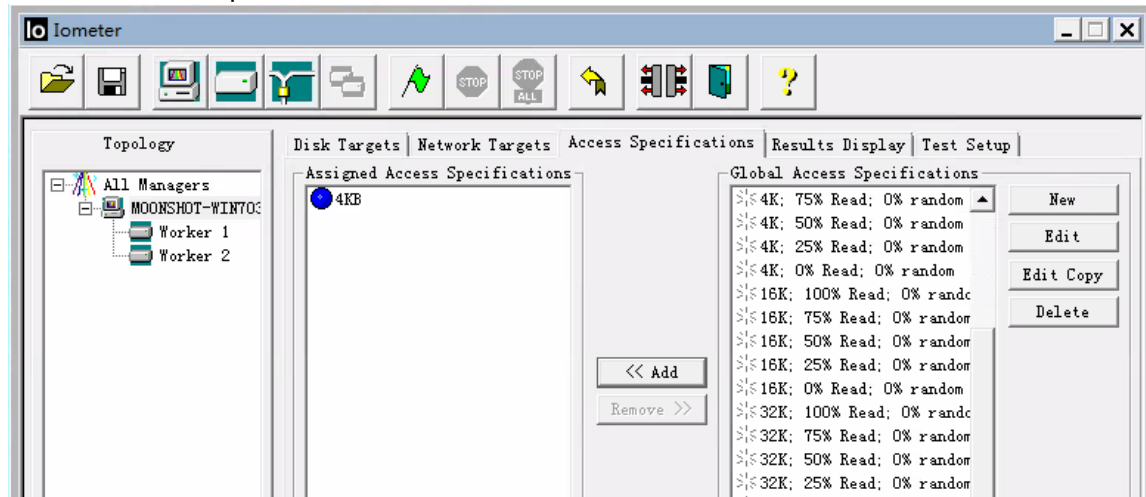 Io Iometer
STOP
STOP ALL
Topology
Disk Targets
Network Targets
Access Specifications
Results Display
Test Setup
All Managers
MOONSHOT-WIN703
Worker 1
Worker 2
Assigned Access Specifications
4KB
<< Add
Remove >>
Global Access Specifications
4K; 75% Read; 0% random
4K; 50% Read; 0% random
4K; 25% Read; 0% random
4K; 0% Read; 0% random
16K; 100% Read; 0% rando
16K; 75% Read; 0% random
16K; 50% Read; 0% random
16K; 25% Read; 0% random
16K; 0% Read; 0% random
32K; 100% Read; 0% rando
32K; 75% Read; 0% random
32K; 50% Read; 0% random
32K; 25% Read; 0% random
New
Edit
Edit Copy
Delete